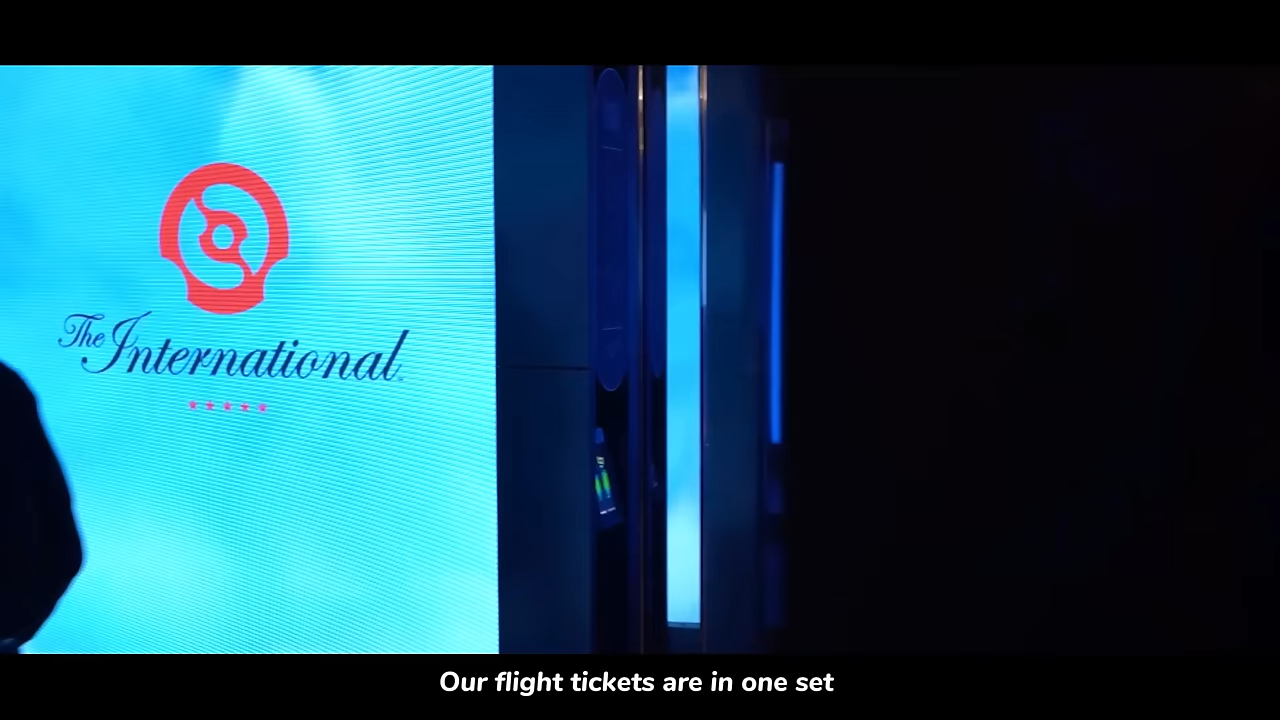 The International
★★★★★
Our flight tickets are in one set